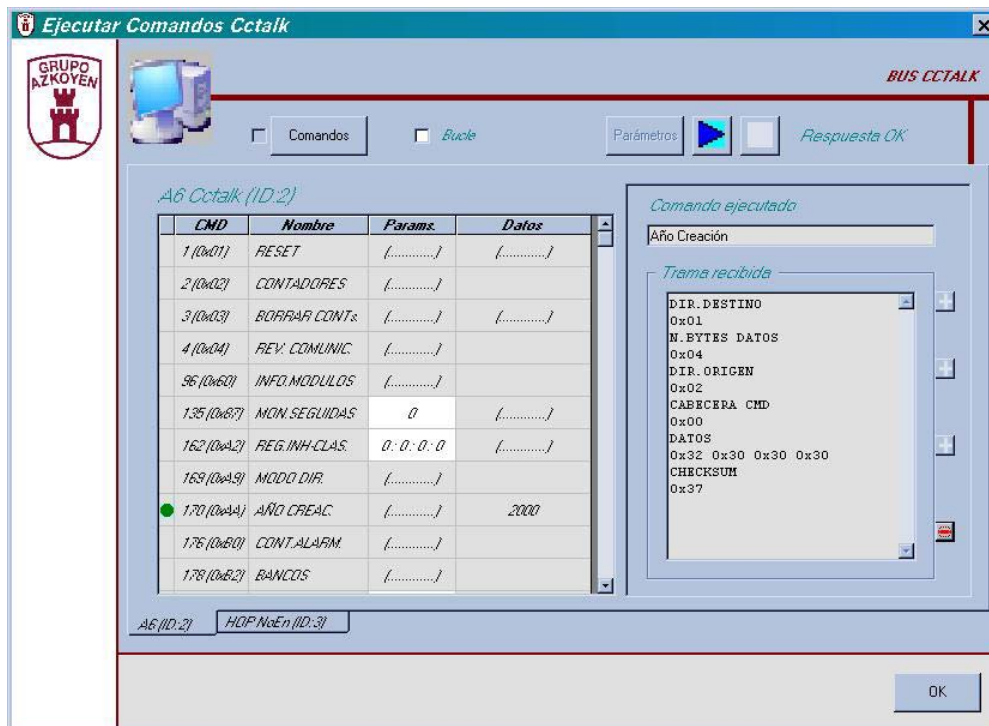 Ejecutar Comandos Cctalk
GRUPO
AZKOYEN
BUS CCTALK
Comandos
Bucle
Parámetros
Respuesta OK
A6 Cctalk (ID:2)
CMD Nombre Params. Datos
1 (0x01) RESET (............) (............)
2 (0x02) CONTADORES (............)
3 (0x03) BORRAR CONTs. (............) (............)
4 (0x04) REV. COMUNIC. (............)
96 (0x60) INFO.MODULOS (............)
135 (0x87) MON.SEGUIDAS 0 (............)
162 (0xA2) REG.INH-CLAS. 0.:0.:0.:0 (............)
169 (0xA9) MODO DIR. (............)
170 (0xAA) AÑO CREAC. (............) 2000
176 (0xB0) CONT.ALARM. (............)
178 (0xB2) BANCOS (............)
Comando ejecutado
Año Creación
Trama recibida
DIR.DESTINO
0x01
N.BYTES DATOS
0x04
DIR.ORIGEN
0x02
CABECERA CMD
0x00
DATOS
0x32 0x30 0x30 0x30
CHECKSUM
0x37
A6 (ID:2)
HOP NoEn (ID:3)
OK